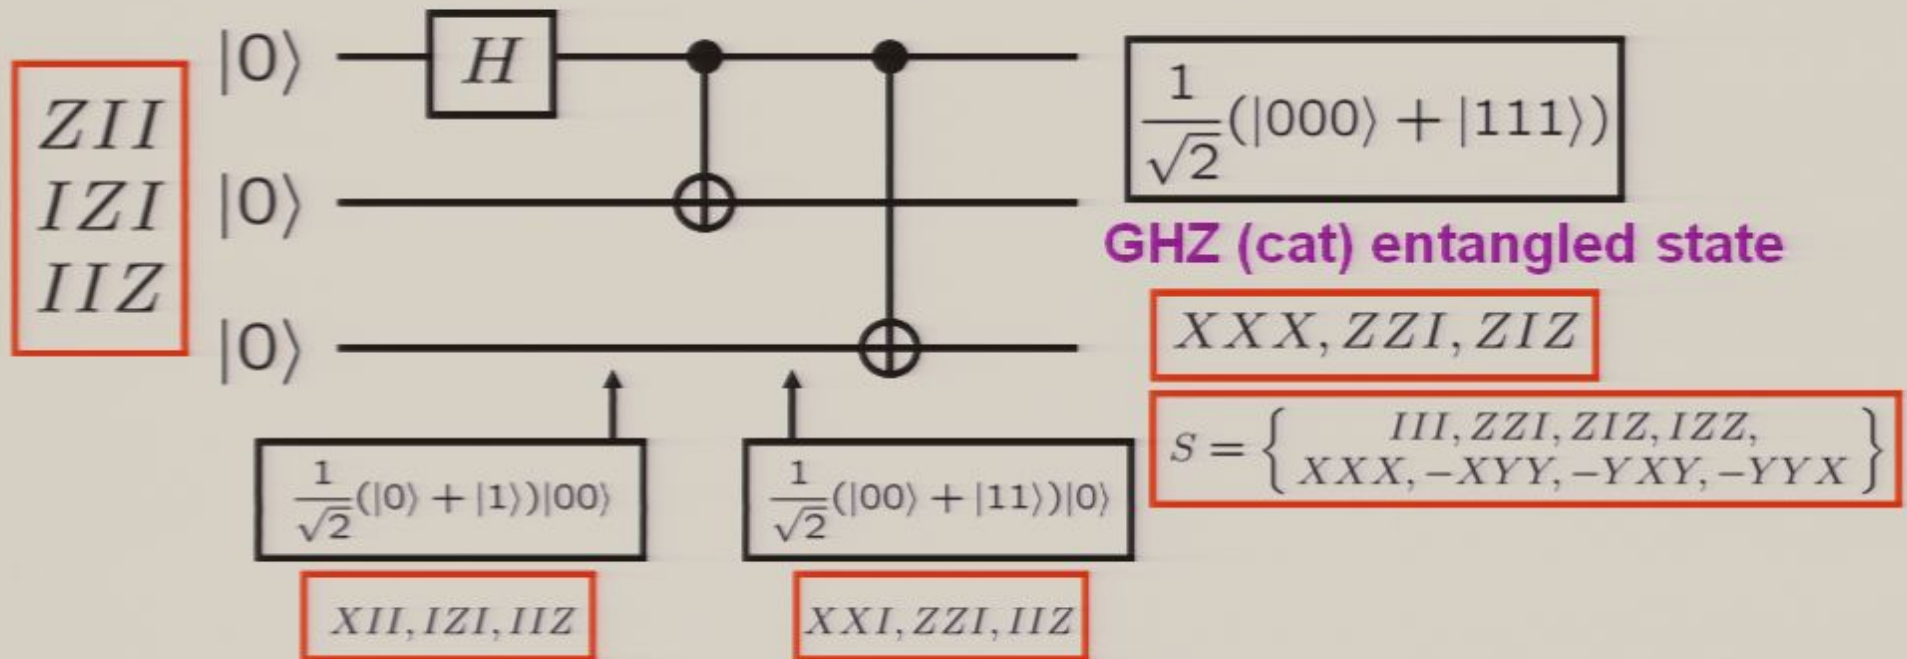 ZII
IZI
IIZ
|0⟩
|0⟩
|0⟩
H
1/√2(|000⟩ + |111⟩)
GHZ (cat) entangled state
XXX, ZZI, ZIZ
S = { III, ZZI, ZIZ, IZZ,
XXX, −XYY, −YXY, −YYX }
1/√2(|0⟩ + |1⟩)|00⟩
XII, IZI, IIZ
1/√2(|00⟩ + |11⟩)|0⟩
XXI, ZZI, IIZ